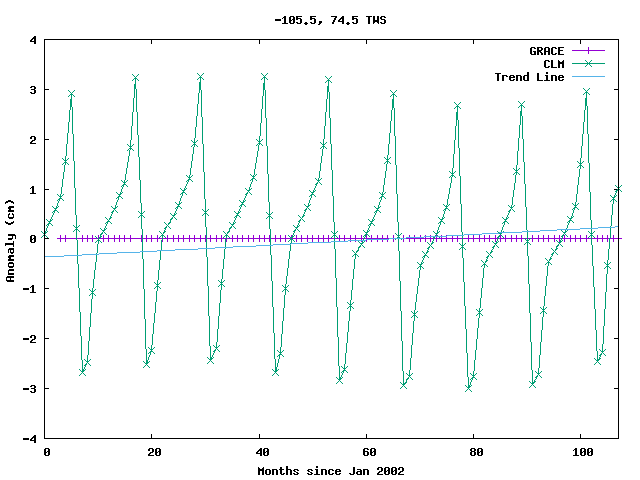 -105.5, 74.5 TWS
GRACE
CLM
Trend Line
4
3
2
1
0
-1
-2
-3
-4
Anomaly (cm)
0 20 40 60 80 100
Months since Jan 2002